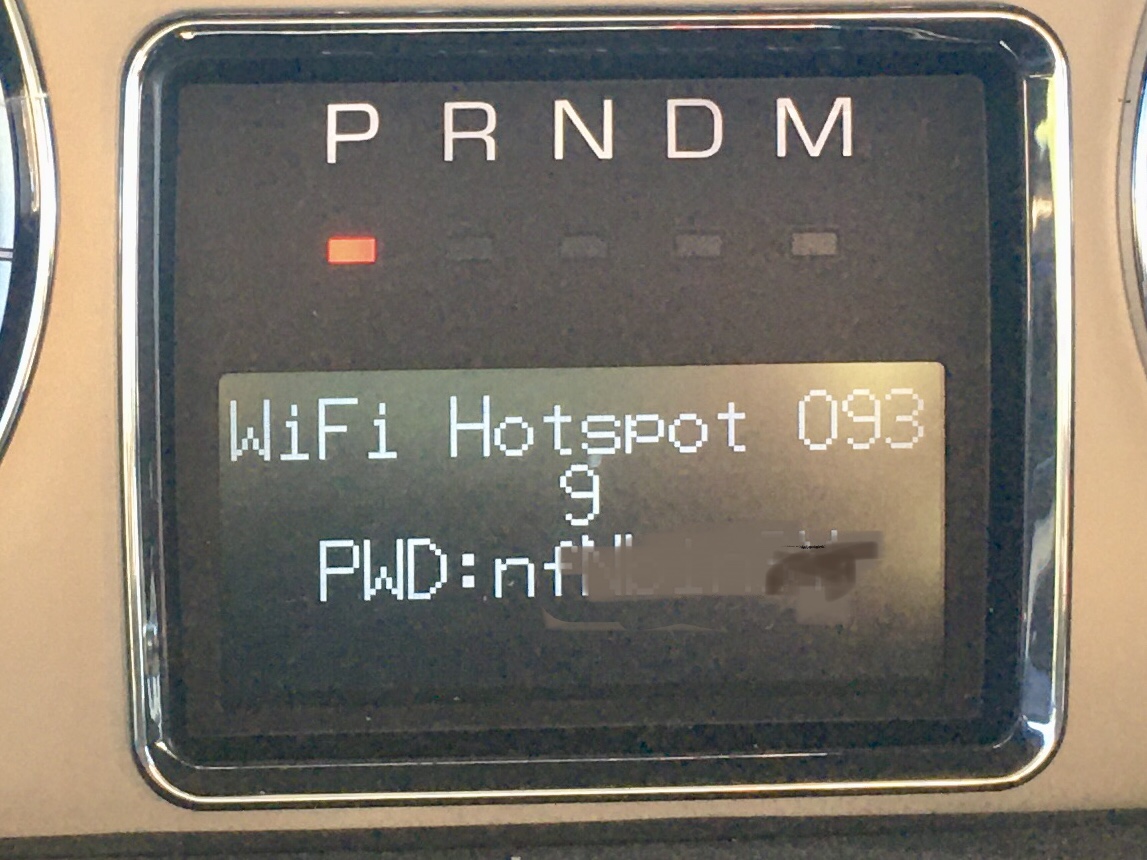 P R N D M
WiFi Hotspot 093
9
PWD:nf